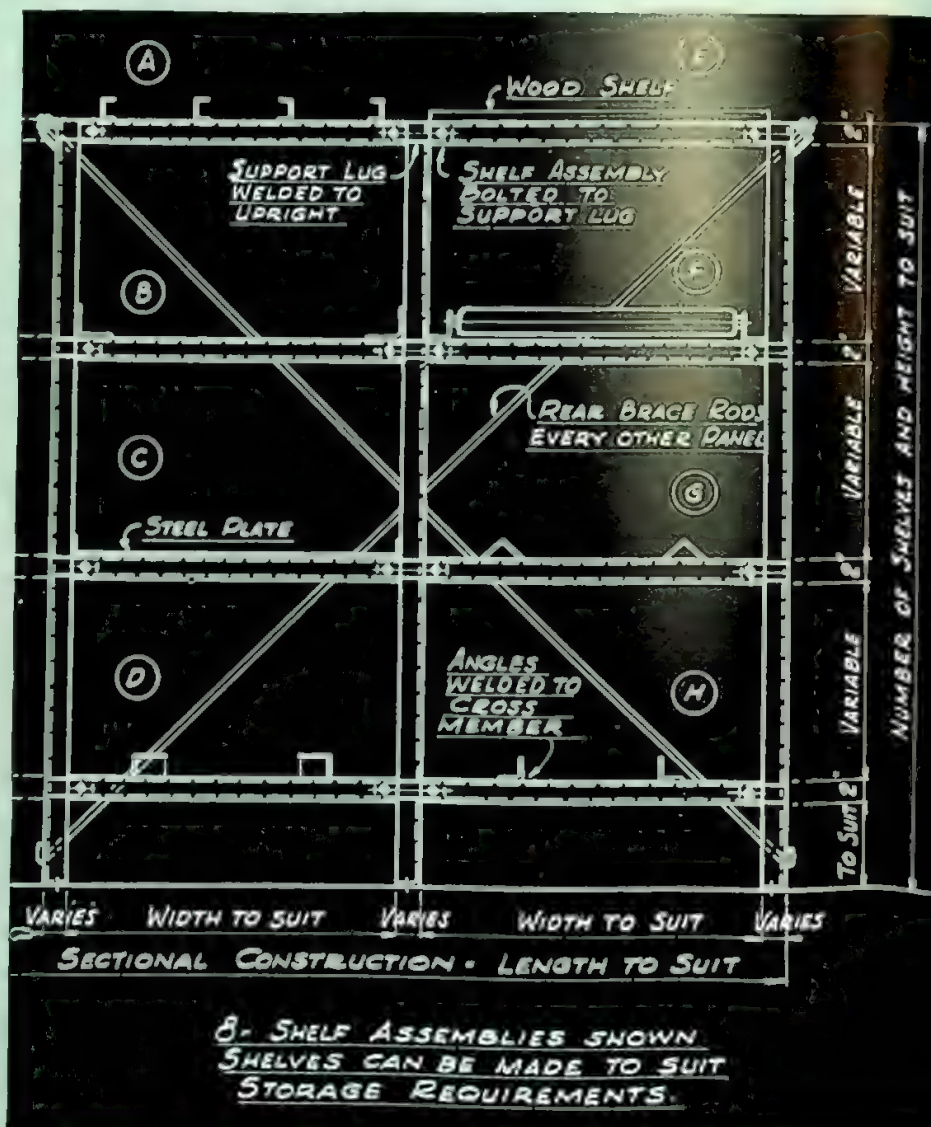 A
E
WOOD SHELF
SUPPORT LUG
WELDED TO
UPRIGHT
SHELF ASSEMBLY
BOLTED TO
SUPPORT LUG
2"
VARIABLE
B
F
2"
REAR BRACE RODS
EVERY OTHER PANEL
VARIABLE
C
G
STEEL PLATE
2"
D
ANGLES
WELDED TO
CROSS
MEMBER
H
VARIABLE
2"
TO SUIT
NUMBER OF SHELVES AND HEIGHT TO SUIT
VARIES WIDTH TO SUIT VARIES WIDTH TO SUIT VARIES
SECTIONAL CONSTRUCTION - LENGTH TO SUIT
8- SHELF ASSEMBLIES SHOWN
SHELVES CAN BE MADE TO SUIT
STORAGE REQUIREMENTS.